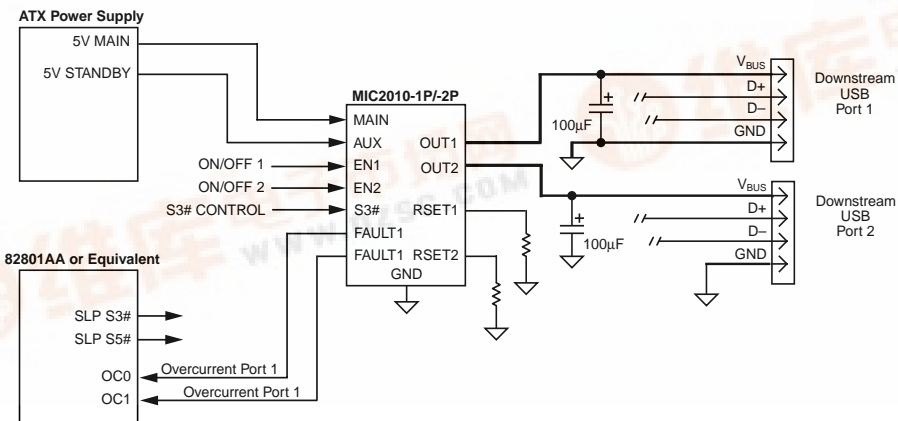 ATX Power Supply
5V MAIN
5V STANDBY
MIC2010-1P/-2P
MAIN
AUX
EN1
EN2
S3#
FAULT1
FAULT1
OUT1
OUT2
RSET1
RSET2
GND
ON/OFF 1
ON/OFF 2
S3# CONTROL
VBUS
D+
D–
GND
100µF
Downstream
USB
Port 1
VBUS
D+
D–
GND
100µF
Downstream
USB
Port 2
82801AA or Equivalent
SLP S3#
SLP S5#
OC0
OC1
Overcurrent Port 1
Overcurrent Port 1